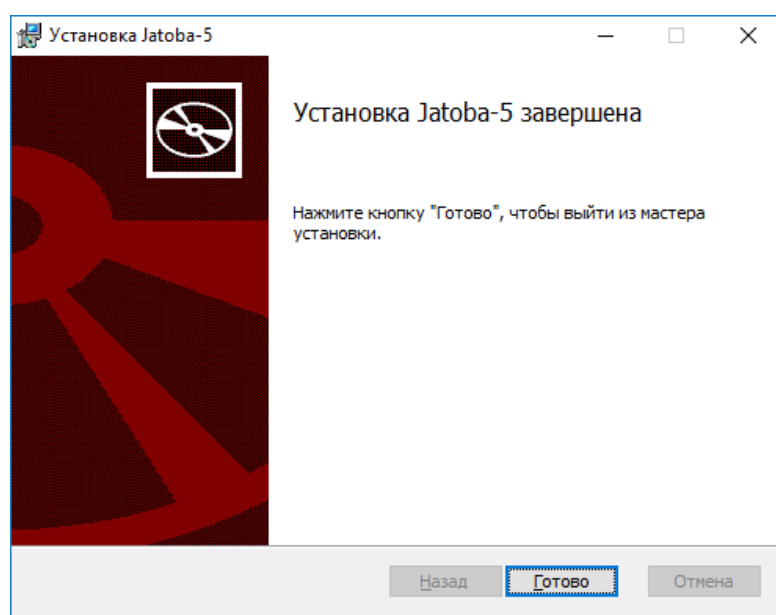 Установка Jatoba-5
Установка Jatoba-5 завершена
Нажмите кнопку "Готово", чтобы выйти из мастера
установки.
Назад
Готово
Отмена